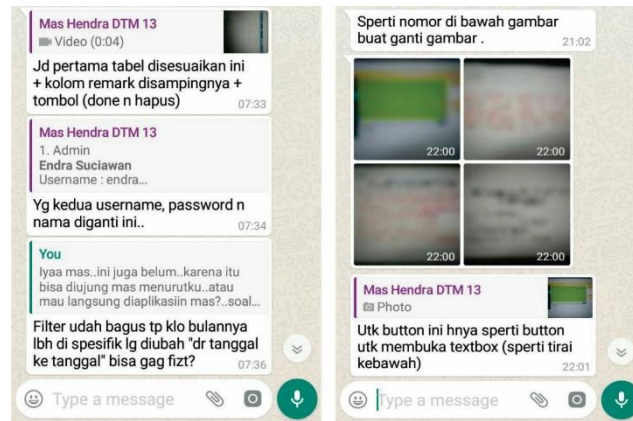 Mas Hendra DTM 13
Video (0:04)
Jd pertama tabel disesuaikan ini
+ kolom remark disampingnya +
tombol (done n hapus)
07:33
Mas Hendra DTM 13
1. Admin
Endra Suciawan
Username : endra...
Yg kedua username, password n
nama diganti ini..
07:34
You
Iyaa mas..ini juga belum..karena itu
bisa diujung mas menurutku..atau
mau langsung diaplikasiin mas?..soal...
Filter udah bagus tp klo bulannya
lbh di spesifik lg diubah "dr tanggal
ke tanggal" bisa gag fizt?
07:36
Type a message
Sperti nomor di bawah gambar
buat ganti gambar .
21:02
22:00
22:00
22:00
22:00
Mas Hendra DTM 13
Photo
Utk button ini hnya sperti button
utk membuka textbox (sperti tirai
kebawah)
22:01
Type a message